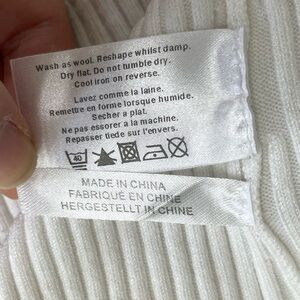 Wash as wool. Reshape whilst damp.
Dry flat. Do not tumble dry.
Cool iron on reverse.
Lavez comme la laine.
Remettre en forme lorsque humide.
Secher a plat.
Ne pas essorer a la machine.
Repasser tiede sur l'envers.
40
MADE IN CHINA
FABRIQUÉ EN CHINE
HERGESTELLT IN CHINE